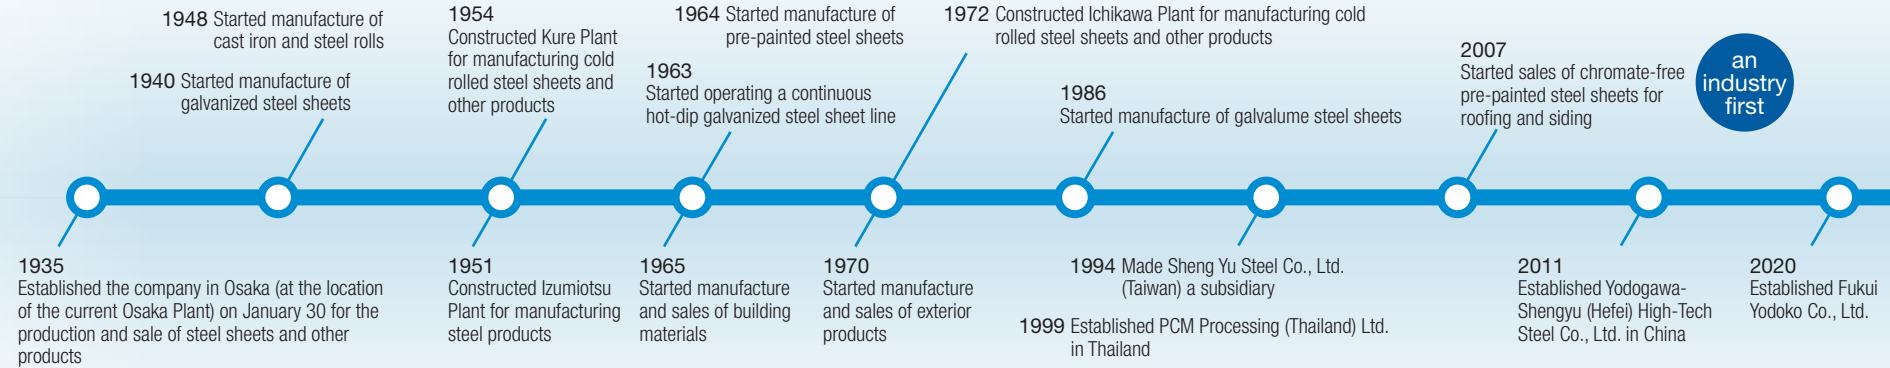 1948 Started manufacture of
cast iron and steel rolls
1940 Started manufacture of
galvanized steel sheets
1954
Constructed Kure Plant
for manufacturing cold
rolled steel sheets and
other products
1964 Started manufacture of
pre-painted steel sheets
1963
Started operating a continuous
hot-dip galvanized steel sheet line
1972 Constructed Ichikawa Plant for manufacturing cold
rolled steel sheets and other products
1986
Started manufacture of galvalume steel sheets
2007
Started sales of chromate-free
pre-painted steel sheets for
roofing and siding
an
industry
first
1935
Established the company in Osaka (at the location
of the current Osaka Plant) on January 30 for the
production and sale of steel sheets and other
products
1951
Constructed Izumiotsu
Plant for manufacturing
steel products
1965
Started manufacture
and sales of building
materials
1970
Started manufacture
and sales of exterior
products
1994 Made Sheng Yu Steel Co., Ltd.
(Taiwan) a subsidiary
1999 Established PCM Processing (Thailand) Ltd.
in Thailand
2011
Established Yodogawa-
Shengyu (Hefei) High-Tech
Steel Co., Ltd. in China
2020
Established Fukui
Yodoko Co., Ltd.